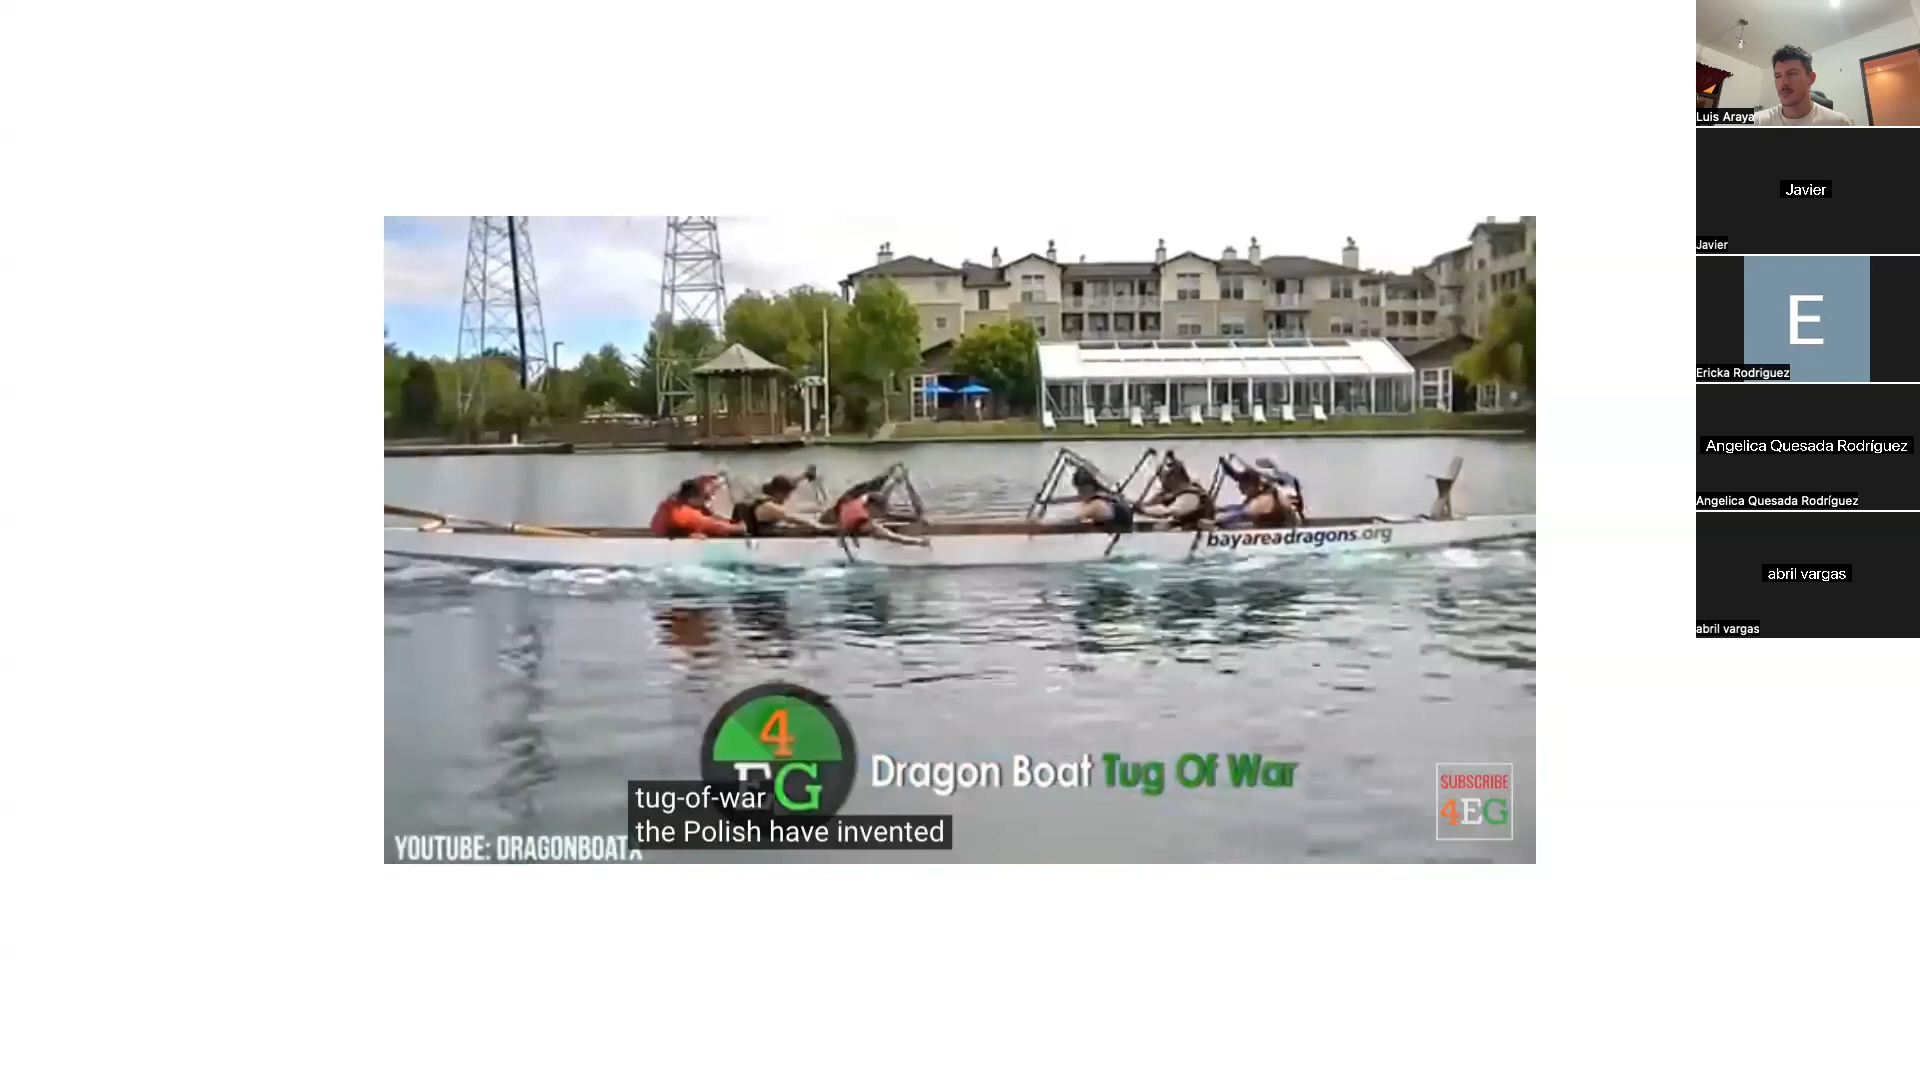 bayareadragons.org
4
EG
Dragon Boat Tug Of War
tug-of-war
the Polish have invented
YOUTUBE: DRAGONBOATX
SUBSCRIBE
4EG
Luis Araya
Javier
Javier
E
Ericka Rodriguez
Angelica Quesada Rodríguez
Angelica Quesada Rodríguez
abril vargas
abril vargas